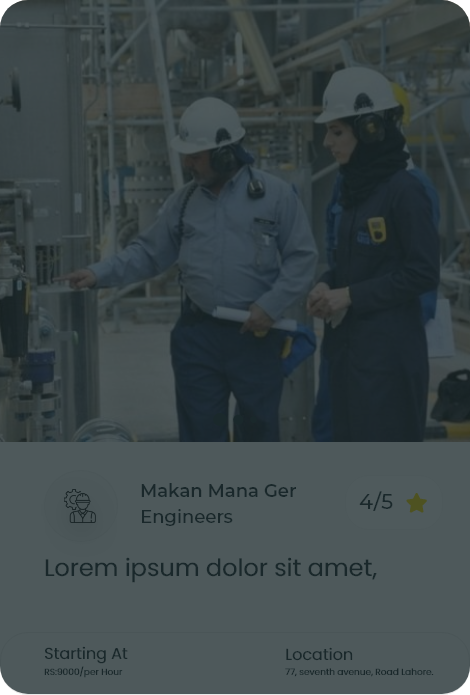 Makan Mana Ger
Engineers
4/5
Lorem ipsum dolor sit amet,
Starting At
Location
RS:9000/per Hour
77, seventh avenue, Road Lahore.